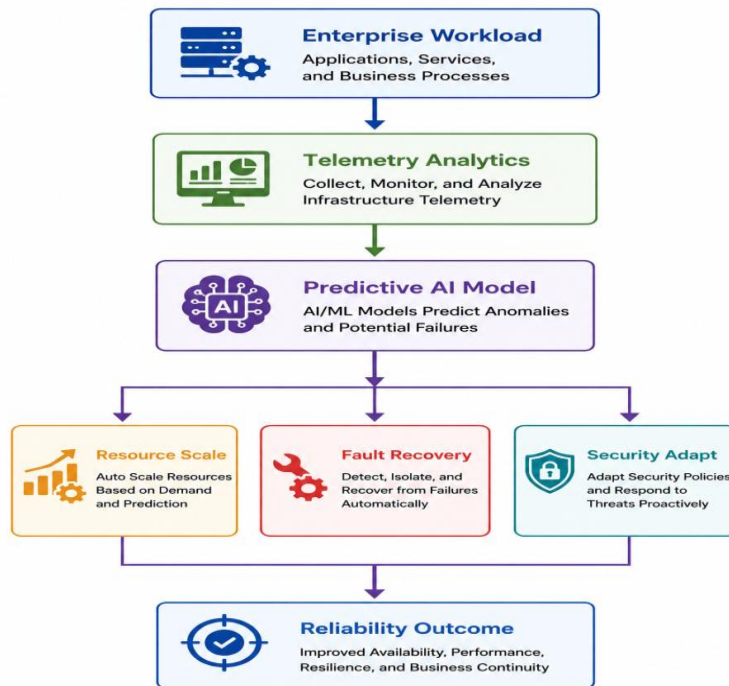 Enterprise Workload
Applications, Services,
and Business Processes
Telemetry Analytics
Collect, Monitor, and Analyze
Infrastructure Telemetry
AI
Predictive AI Model
AI/ML Models Predict Anomalies
and Potential Failures
Resource Scale
Auto Scale Resources
Based on Demand
and Prediction
Fault Recovery
Detect, Isolate, and
Recover from Failures
Automatically
Security Adapt
Adapt Security Policies
and Respond to
Threats Proactively
Reliability Outcome
Improved Availability, Performance,
Resilience, and Business Continuity